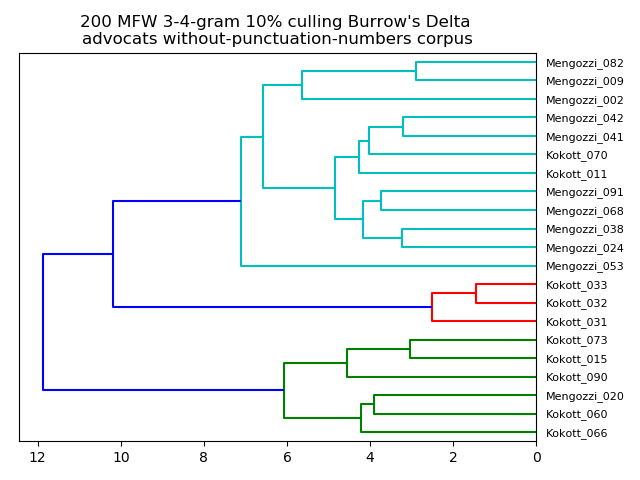 200 MFW 3-4-gram 10% culling Burrow's Delta
advocats without-punctuation-numbers corpus
Mengozzi_082
Mengozzi_009
Mengozzi_002
Mengozzi_042
Mengozzi_041
Kokott_070
Kokott_011
Mengozzi_091
Mengozzi_068
Mengozzi_038
Mengozzi_024
Mengozzi_053
Kokott_033
Kokott_032
Kokott_031
Kokott_073
Kokott_015
Kokott_090
Mengozzi_020
Kokott_060
Kokott_066
12 10 8 6 4 2 0